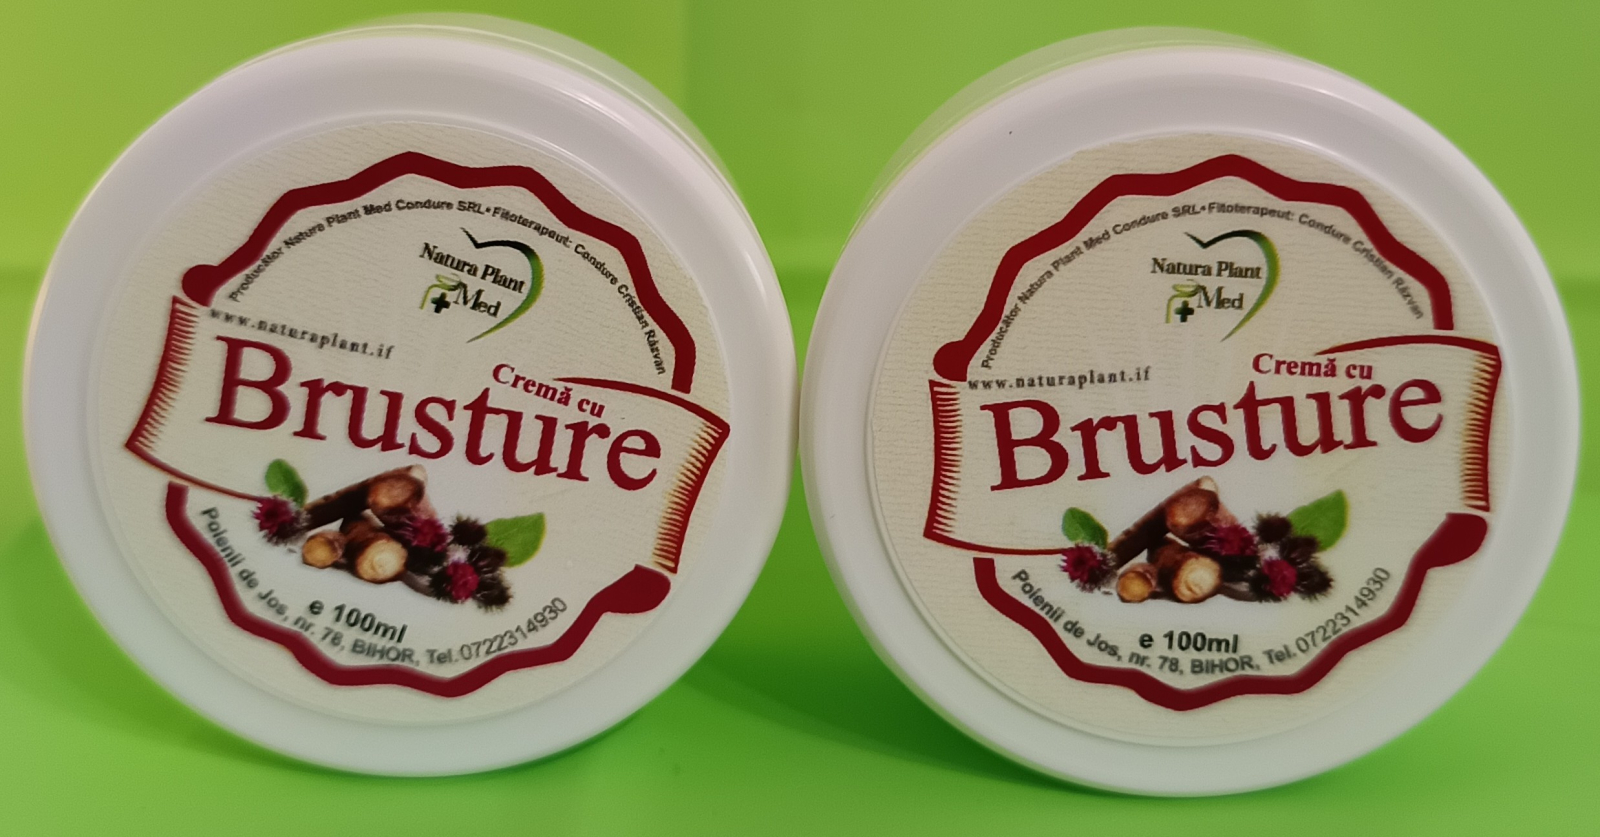 Producător Natura Plant Med Condure SRL•Fitoterapeut: Condure Cristian Răzvan
Natura Plant
Med
www.naturaplant.if
Cremă cu
Brusture
e 100ml
Polenii de Jos, nr. 78, BIHOR, Tel.0722314930
Producător Natura Plant Med Condure SRL•Fitoterapeut: Condure Cristian Răzvan
Natura Plant
Med
www.naturaplant.if
Cremă cu
Brusture
e 100ml
Polenii de Jos, nr. 78, BIHOR, Tel.0722314930